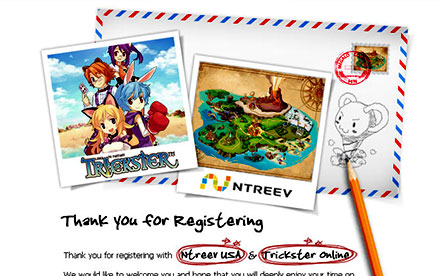 TRICKSTER
NTREEV
Thank You for Registering
Thank you for registering with Ntreev USA & Trickster Online
We would like to welcome you and hope that you will deeply enjoy your time on